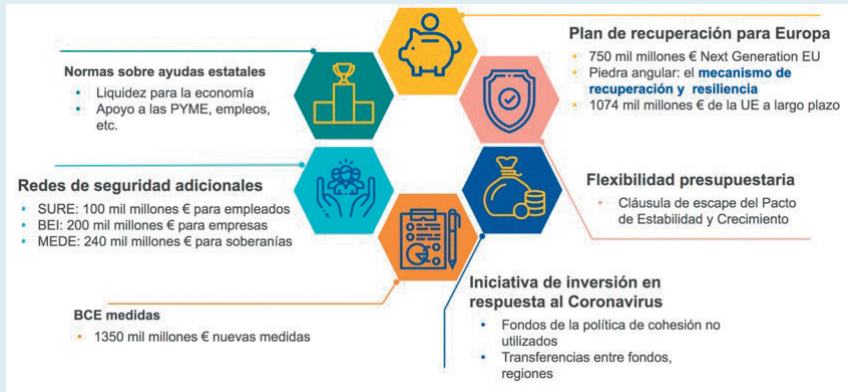 Plan de recuperación para Europa
• 750 mil millones € Next Generation EU
• Piedra angular: el mecanismo de
recuperación y resiliencia
• 1074 mil millones € de la UE a largo plazo
Normas sobre ayudas estatales
• Liquidez para la economía
• Apoyo a las PYME, empleos,
etc.
Redes de seguridad adicionales
• SURE: 100 mil millones € para empleados
• BEI: 200 mil millones € para empresas
• MEDE: 240 mil millones € para soberanías
Flexibilidad presupuestaria
• Cláusula de escape del Pacto
de Estabilidad y Crecimiento
BCE medidas
• 1350 mil millones € nuevas medidas
Iniciativa de inversión en
respuesta al Coronavirus
• Fondos de la política de cohesión no
utilizados
• Transferencias entre fondos,
regiones